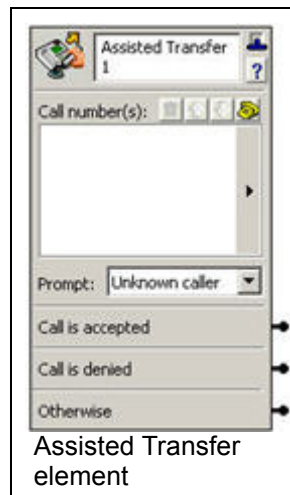 Assisted Transfer
1
?
Call number(s):
Prompt: Unknown caller
Call is accepted
Call is denied
Otherwise
Assisted Transfer
element